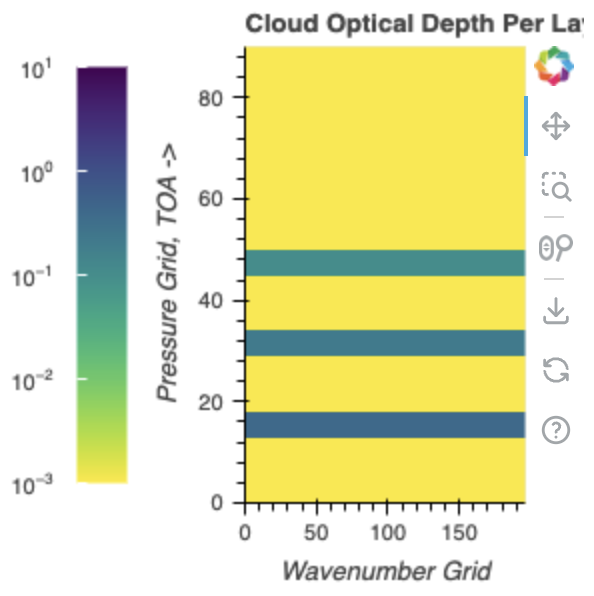 Cloud Optical Depth Per La
10¹
10⁰
10⁻¹
10⁻²
10⁻³
Pressure Grid, TOA ->
80
60
40
20
0
0 50 100 150
Wavenumber Grid